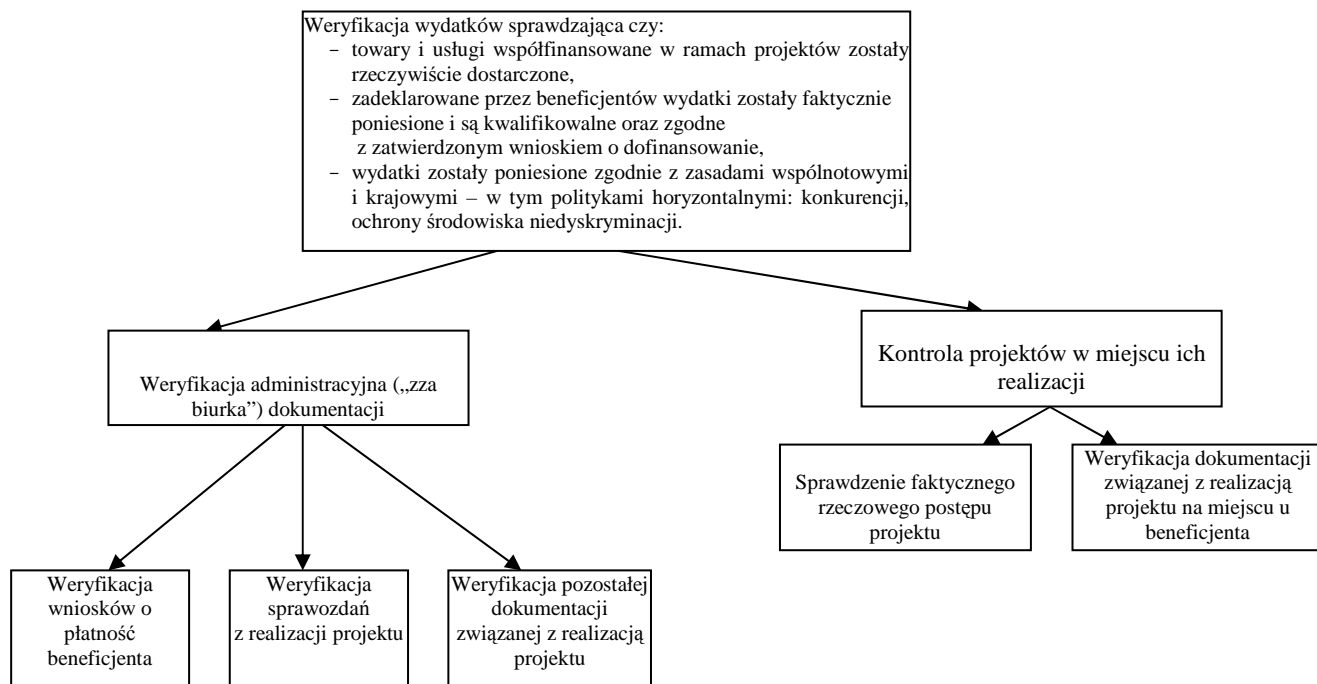 Weryfikacja wydatków sprawdzająca czy:
- towary i usługi współfinansowane w ramach projektów zostały
rzeczywiście dostarczone,
- zadeklarowane przez beneficjentów wydatki zostały faktycznie
poniesione i są kwalifikowalne oraz zgodne
z zatwierdzonym wnioskiem o dofinansowanie,
- wydatki zostały poniesione zgodnie z zasadami wspólnotowymi
i krajowymi – w tym politykami horyzontalnymi: konkurencji,
ochrony środowiska niedyskryminacji.
Weryfikacja administracyjna („zza
biurka”) dokumentacji
Kontrola projektów w miejscu ich
realizacji
Sprawdzenie faktycznego
rzeczowego postępu
projektu
Weryfikacja dokumentacji
związanej z realizacją
projektu na miejscu u
beneficjenta
Weryfikacja
wniosków o
płatność
beneficjenta
Weryfikacja
sprawozdań
z realizacji projektu
Weryfikacja pozostałej
dokumentacji
związanej z realizacją
projektu